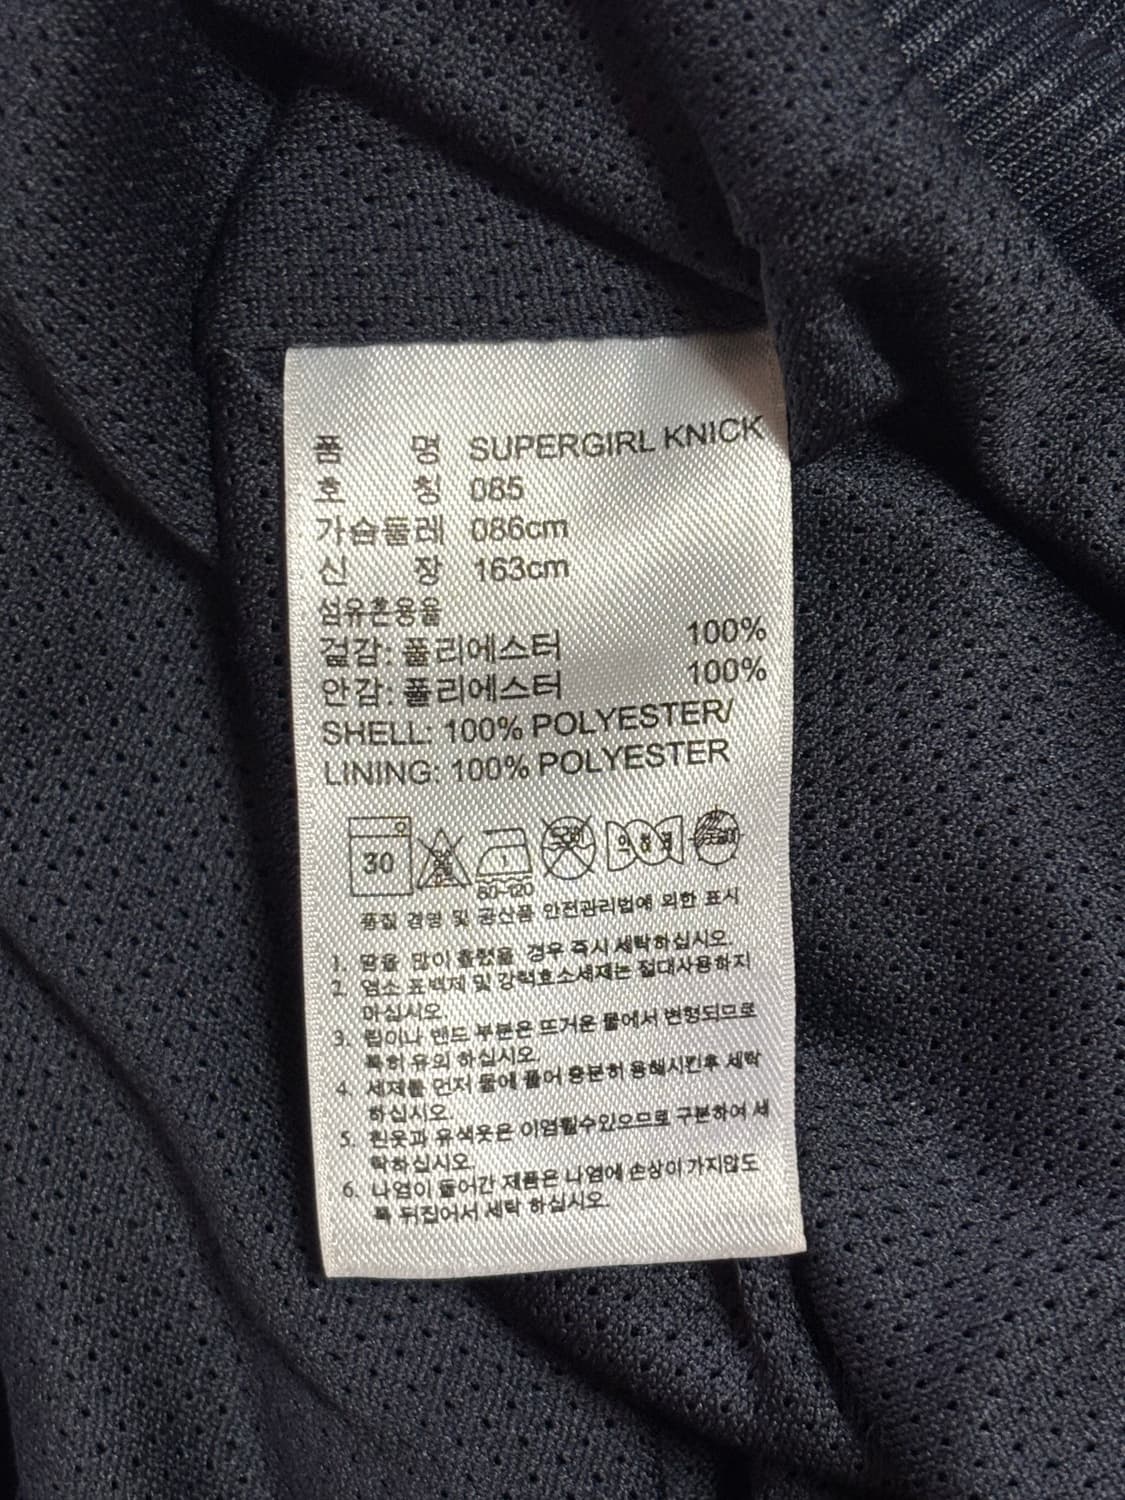 품 명 SUPERGIRL KNICK
호 칭 085
가슴둘레 086cm
신 장 163cm
섬유혼용율
겉감: 폴리에스터 100%
안감: 폴리에스터 100%
SHELL: 100% POLYESTER/
LINING: 100% POLYESTER
30
1
80-120
품질 경영 및 공산품 안전관리법에 의한 표시
1. 땀을 많이 흘렸을 경우 즉시 세탁하십시오.
2. 염소 표백제 및 강력효소세재는 절대사용하지
마십시오
3. 립이나 밴드 부분은 뜨거운 물에서 변형되므로
특히 유의 하십시오.
4. 세재를 먼저 물에 풀어 충분히 용해시킨후 세탁
하십시오.
5. 흰옷과 유색옷은 이염될수있으므로 구분하여 세
탁하십시오.
6. 나염이 들어간 제품은 나염에 손상이 가지않도
록 뒤집어서 세탁 하십시오.